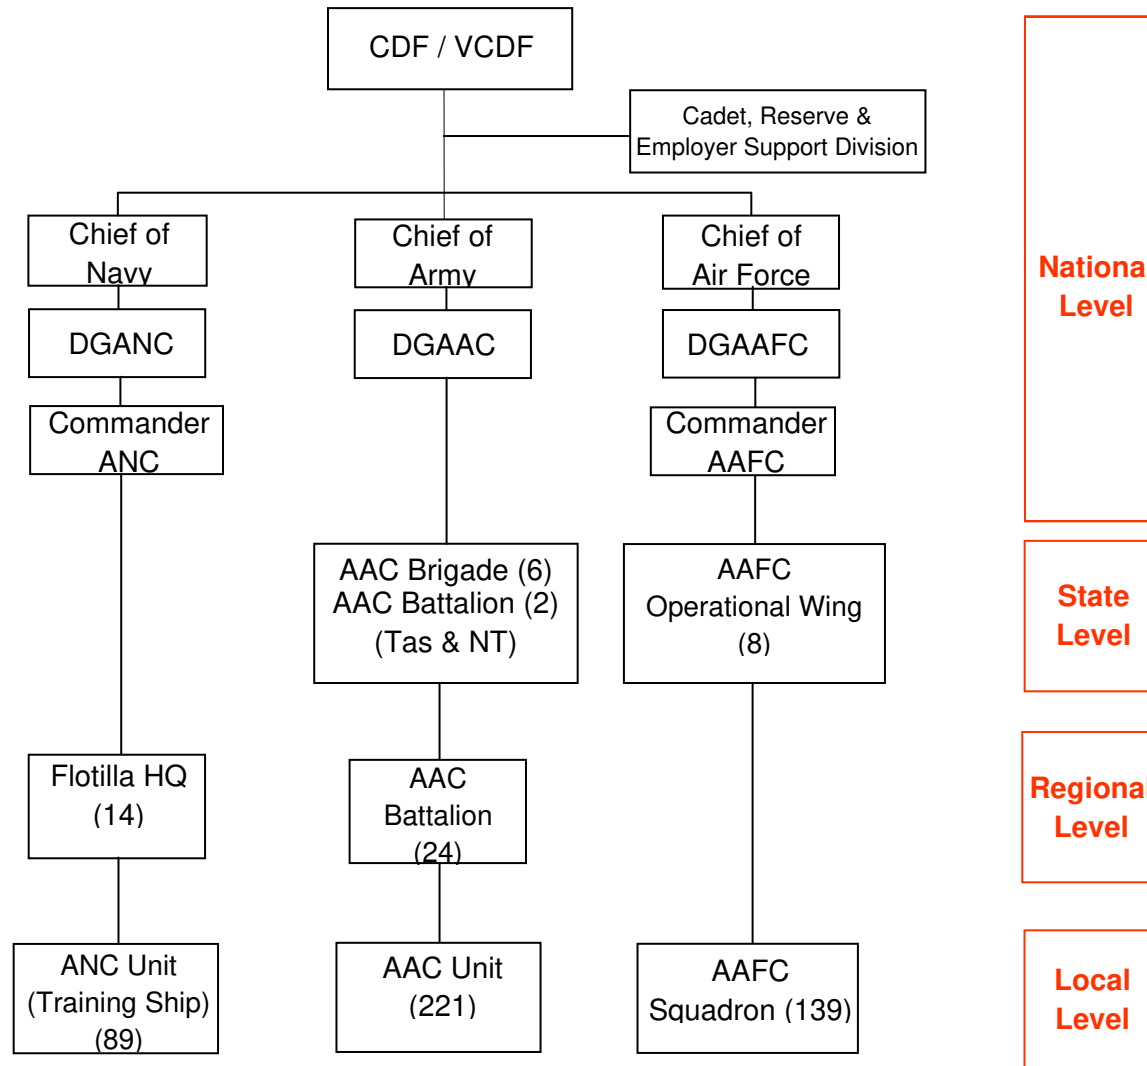 CDF / VCDF
Cadet, Reserve &
Employer Support Division
Chief of
Navy
Chief of
Army
Chief of
Air Force
DGANC
DGAAC
DGAAFC
Commander
ANC
Commander
AAFC
National
Level
AAC Brigade (6)
AAC Battalion (2)
(Tas & NT)
AAFC
Operational Wing
(8)
State
Level
Flotilla HQ
(14)
AAC
Battalion
(24)
Regional
Level
ANC Unit
(Training Ship)
(89)
AAC Unit
(221)
AAFC
Squadron (139)
Local
Level